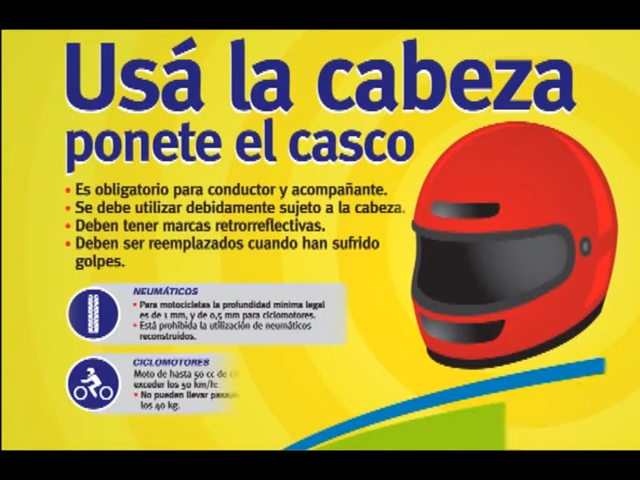 Usá la cabeza
ponete el casco
• Es obligatorio para conductor y acompañante.
• Se debe utilizar debidamente sujeto a la cabeza.
• Deben tener marcas retrorreflectivas.
• Deben ser reemplazados cuando han sufrido
golpes.
NEUMÁTICOS
• Para motocicletas la profundidad mínima legal
es de 1 mm, y de 0,5 mm para ciclomotores.
• Está prohibida la utilización de neumáticos
reconstruidos.
CICLOMOTORES
Moto de hasta 50 cc de
exceder los 50 km/h
• No pueden llevar
los 40 kg.